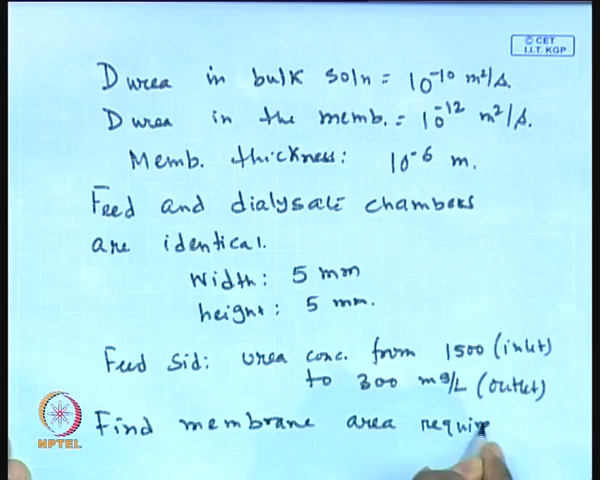 © CET
I.I.T. KGP
D urea in bulk soln = 10⁻¹⁰ m²/s.
D urea in the memb. = 10⁻¹² m²/s.
Memb. thickness: 10⁻⁶ m.
Feed and dialysate chambers
are identical.
Width: 5 mm
height: 5 mm.
Feed Sid: urea conc. from 1500 (inlet)
to 300 mg/L (outlet)
Find membrane area requir
NPTEL